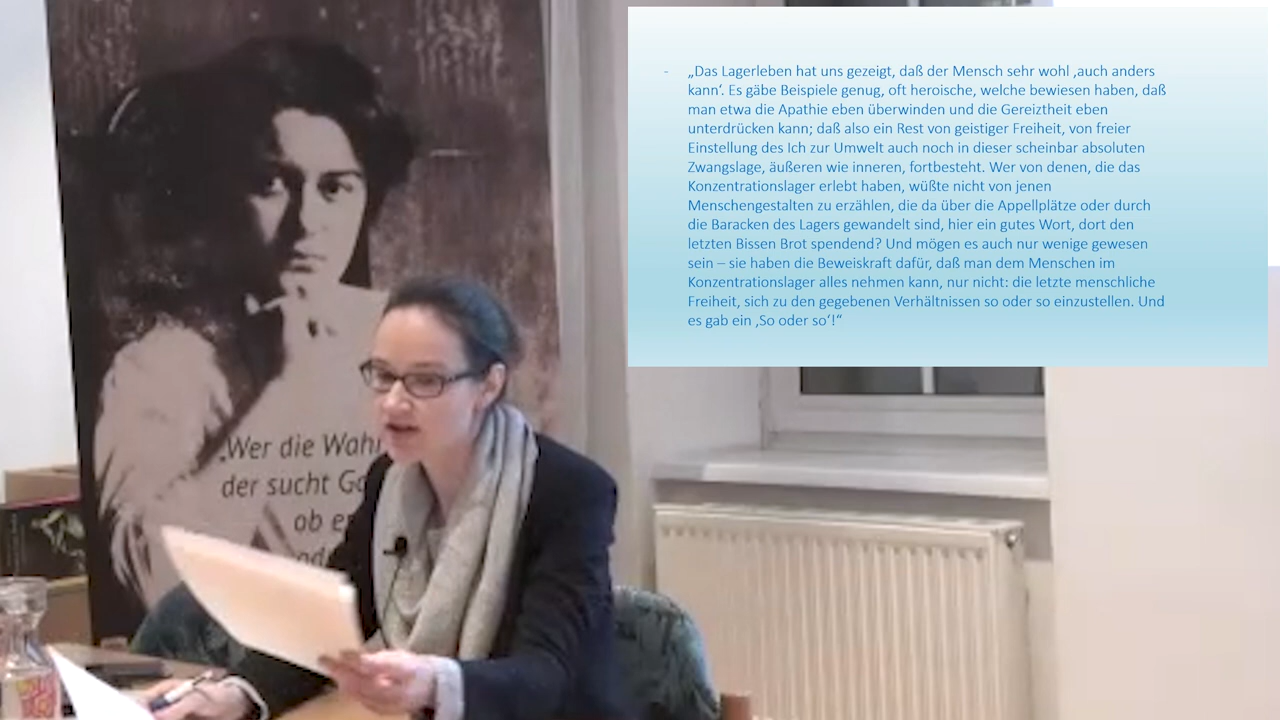 - „Das Lagerleben hat uns gezeigt, daß der Mensch sehr wohl ‚auch anders
kann‘. Es gäbe Beispiele genug, oft heroische, welche bewiesen haben, daß
man etwa die Apathie eben überwinden und die Gereiztheit eben
unterdrücken kann; daß also ein Rest von geistiger Freiheit, von freier
Einstellung des Ich zur Umwelt auch noch in dieser scheinbar absoluten
Zwangslage, äußeren wie inneren, fortbesteht. Wer von denen, die das
Konzentrationslager erlebt haben, wüßte nicht von jenen
Menschengestalten zu erzählen, die da über die Appellplätze oder durch
die Baracken des Lagers gewandelt sind, hier ein gutes Wort, dort den
letzten Bissen Brot spendend? Und mögen es auch nur wenige gewesen
sein – sie haben die Beweiskraft dafür, daß man dem Menschen im
Konzentrationslager alles nehmen kann, nur nicht: die letzte menschliche
Freiheit, sich zu den gegebenen Verhältnissen so oder so einzustellen. Und
es gab ein ‚So oder so‘!“
„Wer die
der sucht
ob